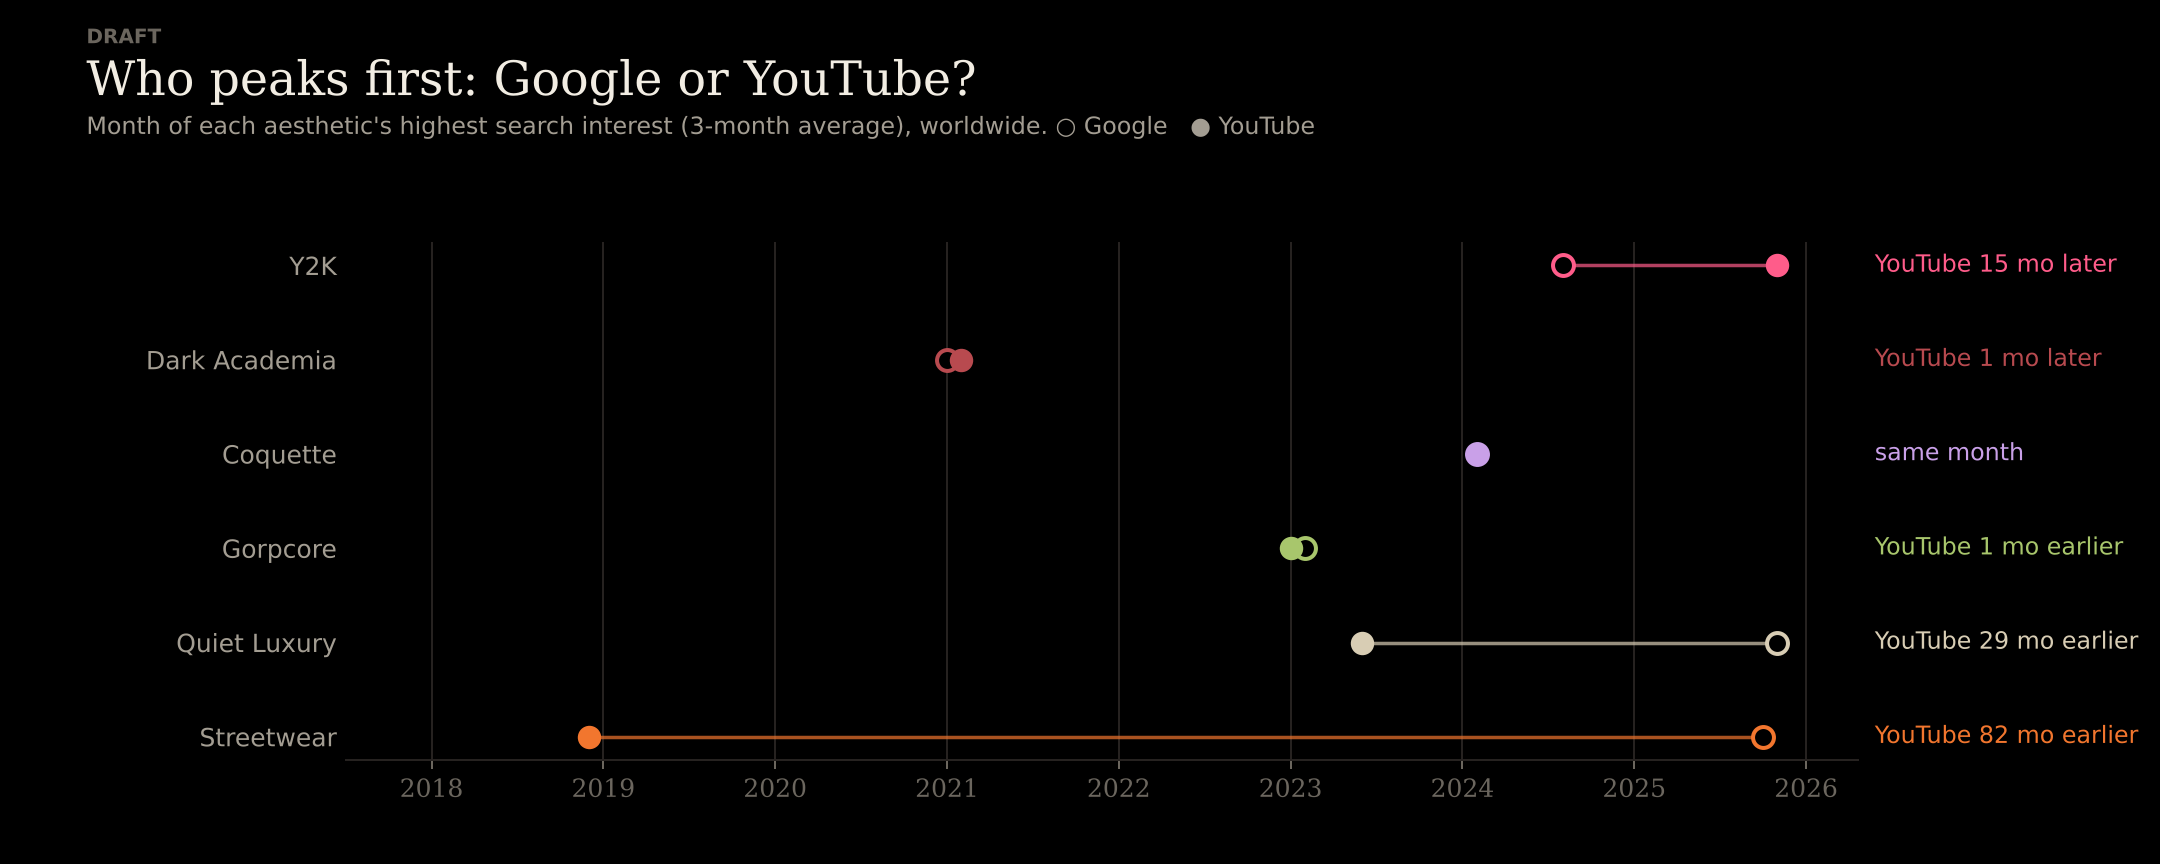 DRAFT
Who peaks first: Google or YouTube?
Month of each aesthetic's highest search interest (3-month average), worldwide. ○ Google ● YouTube
Y2K
YouTube 15 mo later
Dark Academia
YouTube 1 mo later
Coquette
same month
Gorpcore
YouTube 1 mo earlier
Quiet Luxury
YouTube 29 mo earlier
Streetwear
YouTube 82 mo earlier
2018 2019 2020 2021 2022 2023 2024 2025 2026